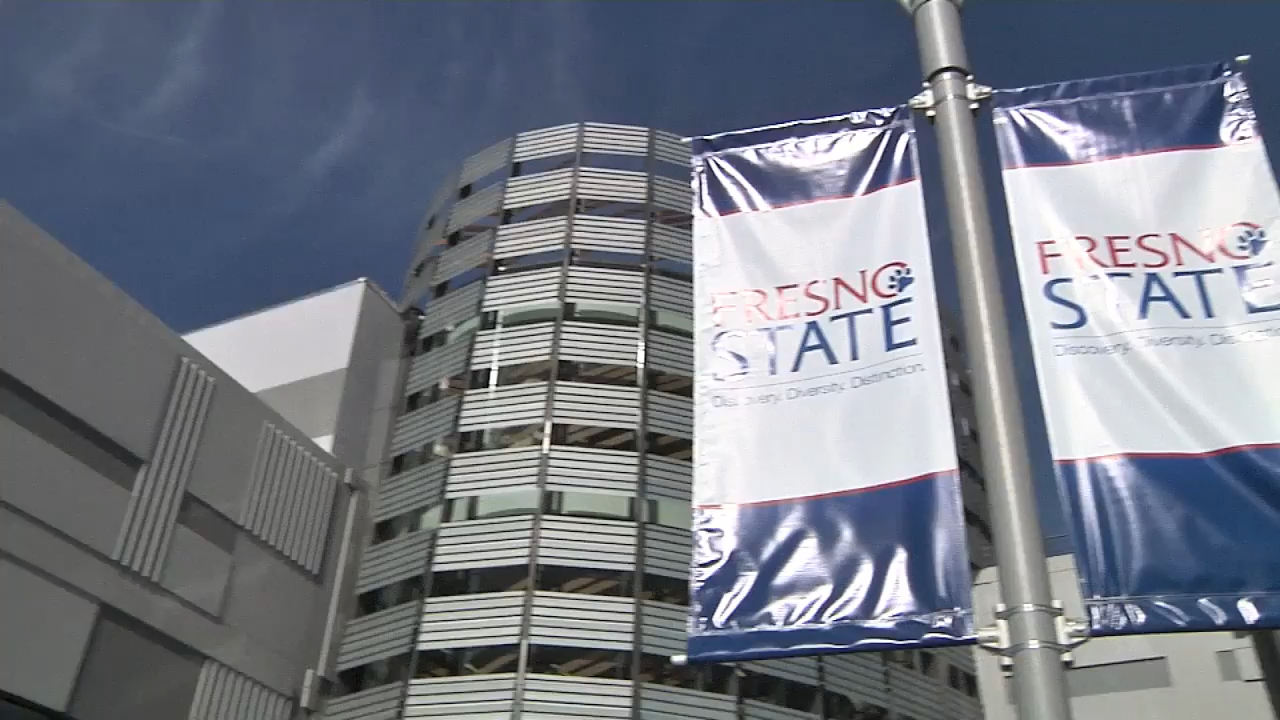 FRESNO
STATE
Discovery. Diversity. Distinction.
FRESNO
STATE
Discovery. Diversity.